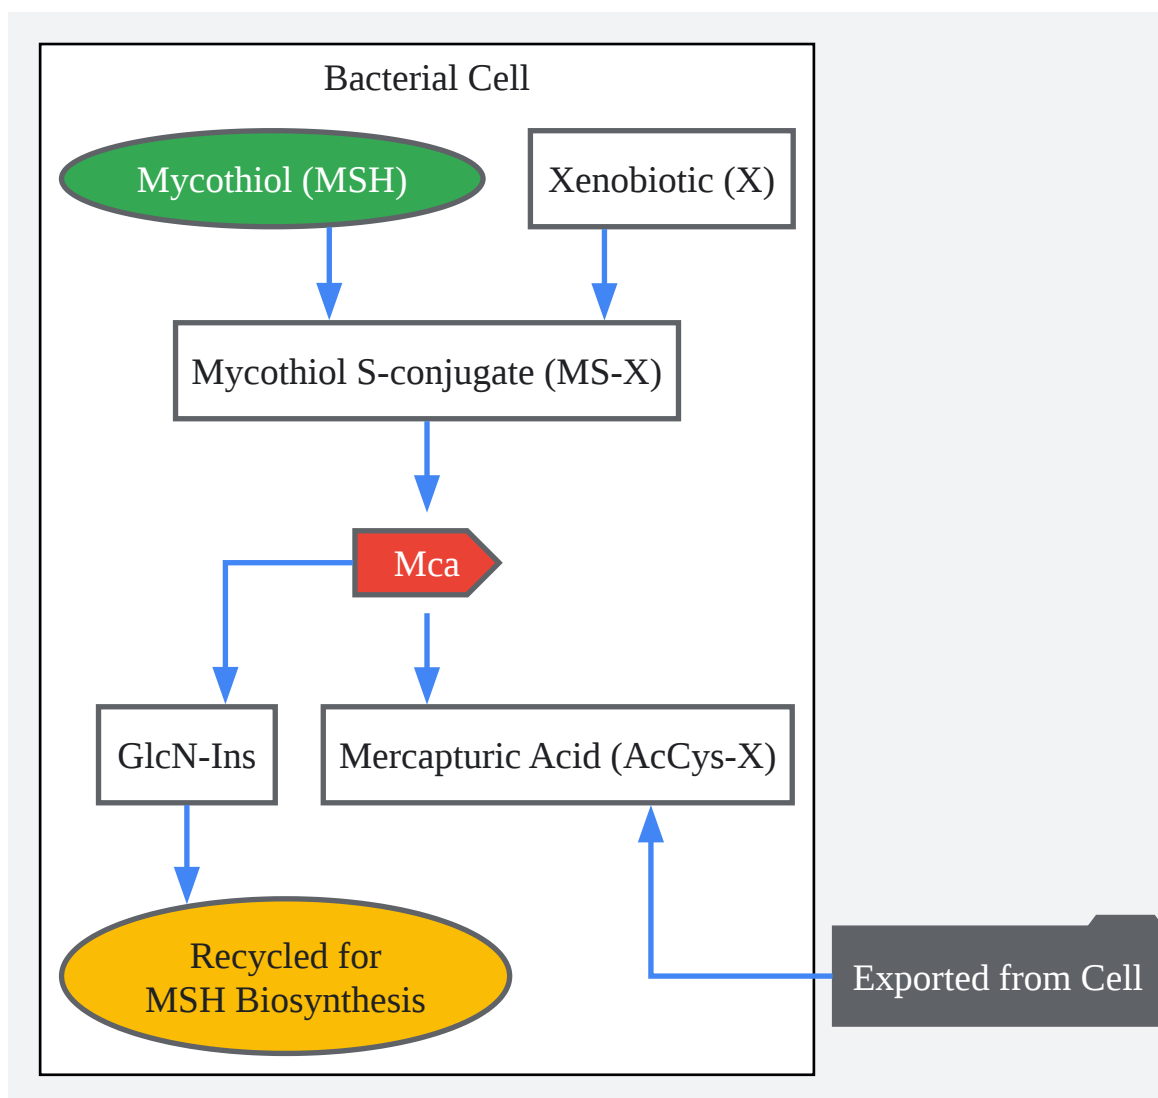 Bacterial Cell
Mycothiol (MSH)
Xenobiotic (X)
Mycothiol S-conjugate (MS-X)
Mca
GlcN-Ins
Mercapturic Acid (AcCys-X)
Recycled for
MSH Biosynthesis
Exported from Cell